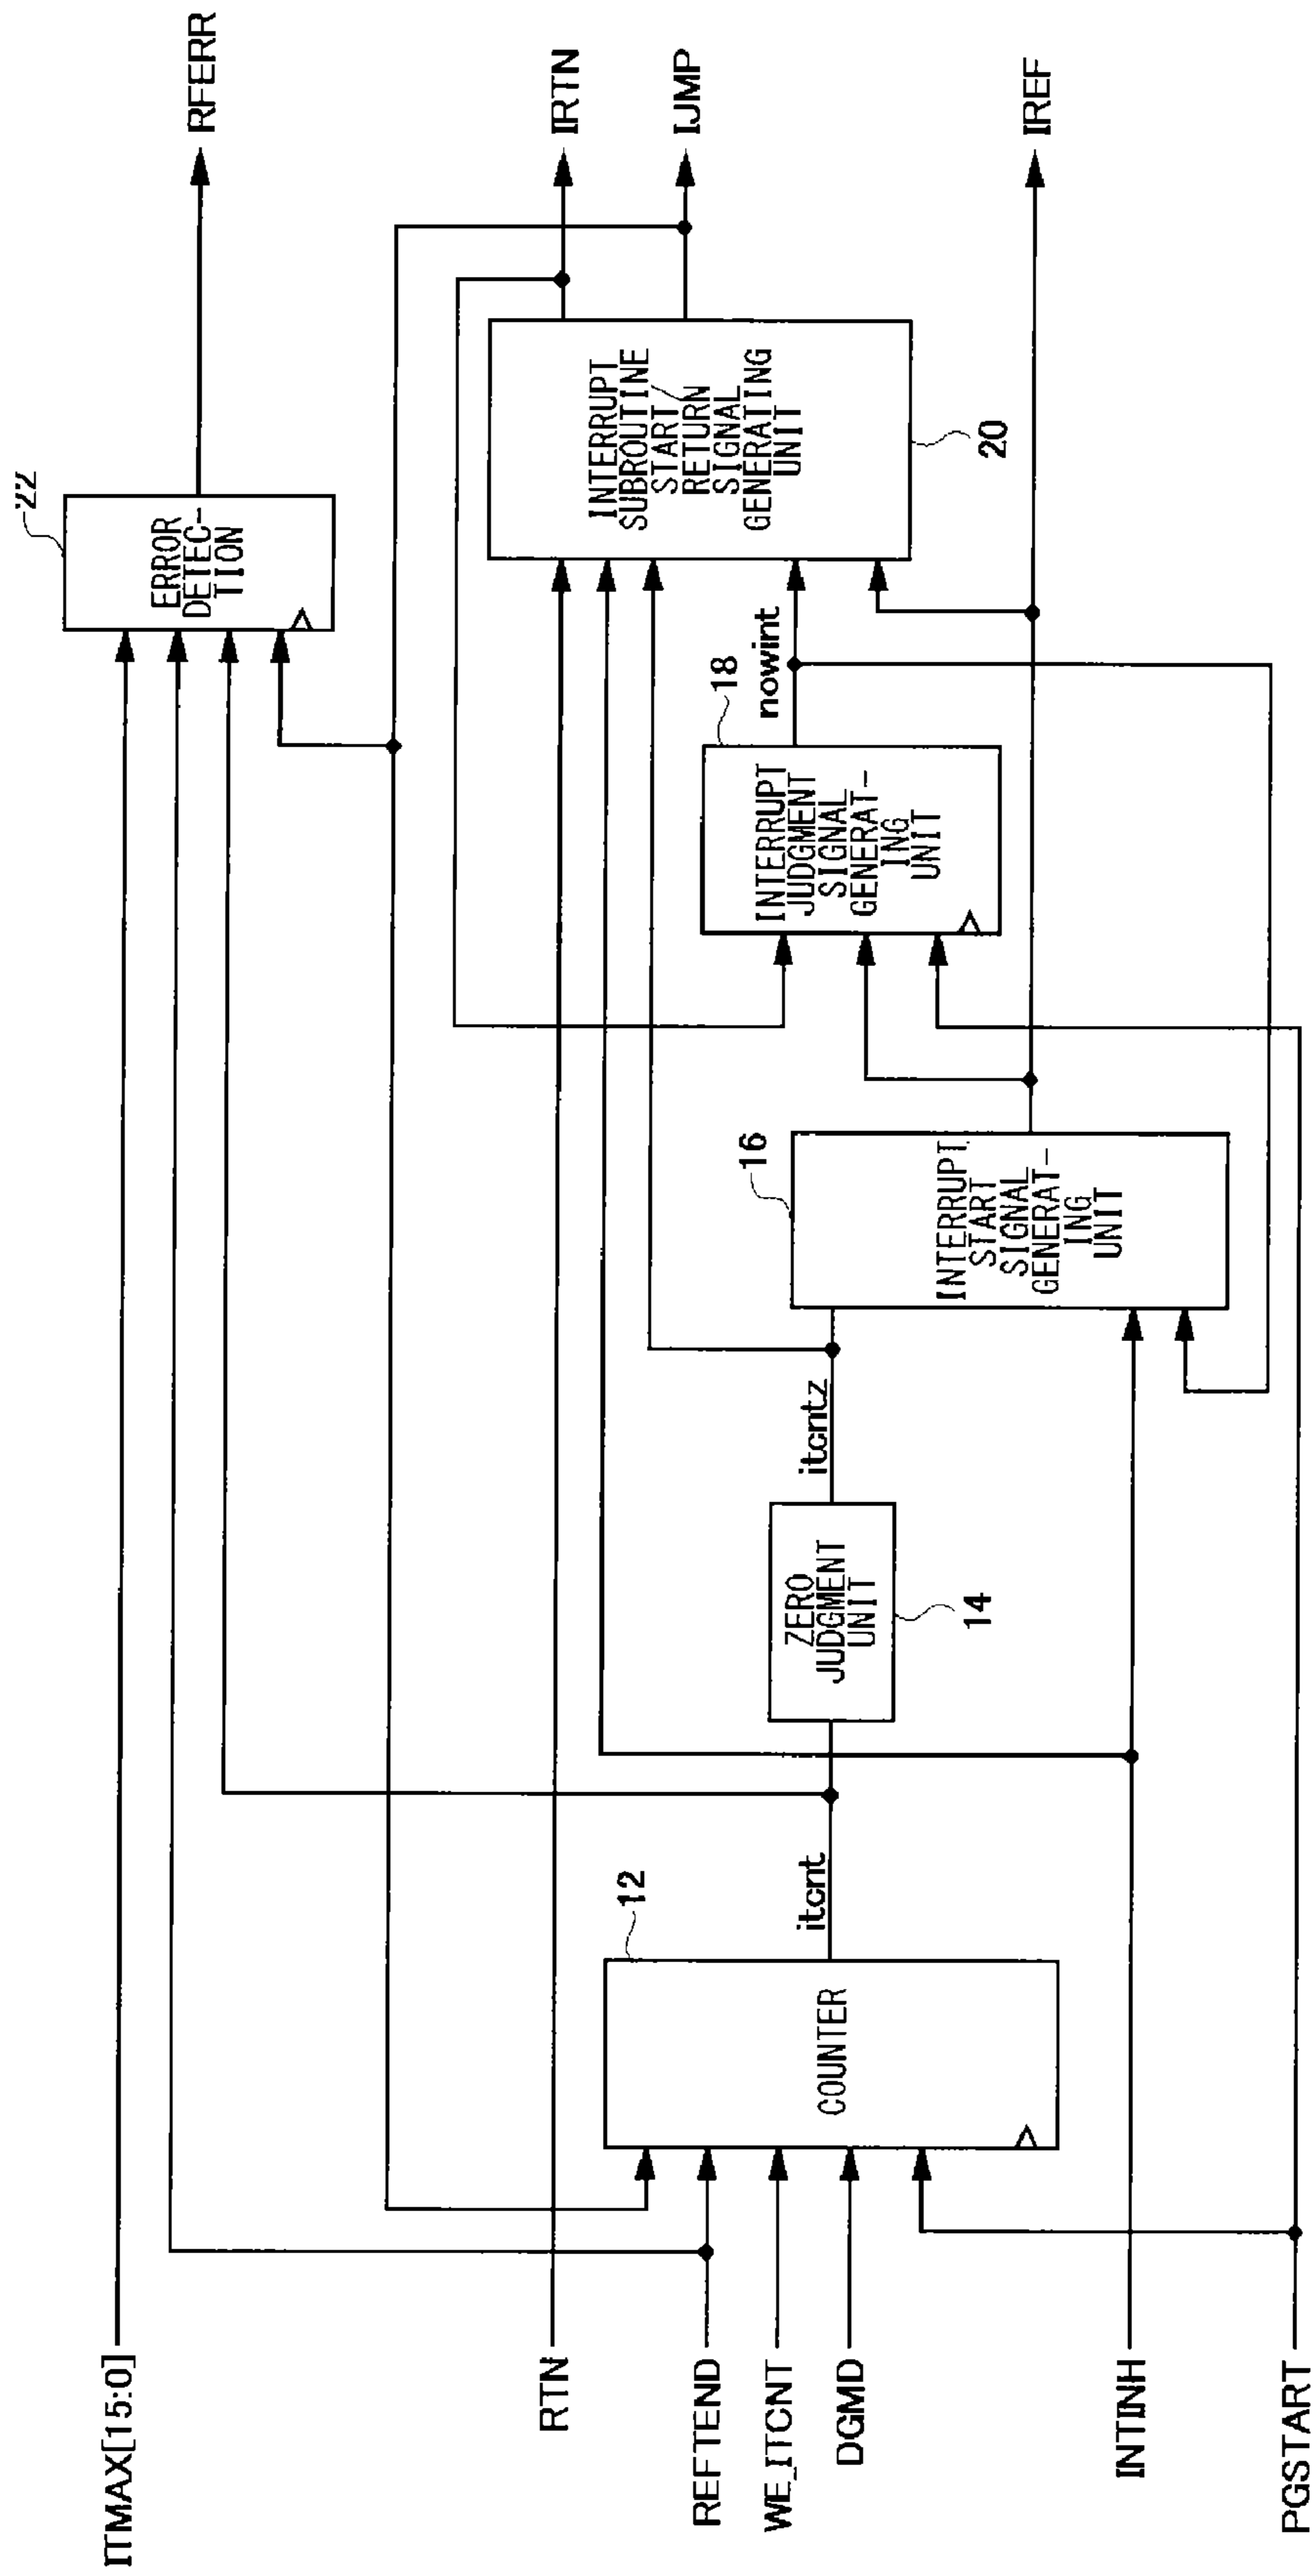 ITMAX[15:0]
RTN
REFTEND
WE_ITCNT
DGMD
INTINH
PGSTART
12
COUNTER
itcnt
ZERO
JUDGMENT
UNIT
14
itcntz
16
INTERRUPT
START
SIGNAL
GENERAT-
ING
UNIT
18
INTERRUPT
JUDGMENT
SIGNAL
GENERAT-
ING
UNIT
nowint
INTERRUPT
SUBROUTINE
START/
RETURN
SIGNAL
GENERATING
UNIT
20
22
ERROR
DETEC-
TION
RFERR
IRTN
IJMP
IREF